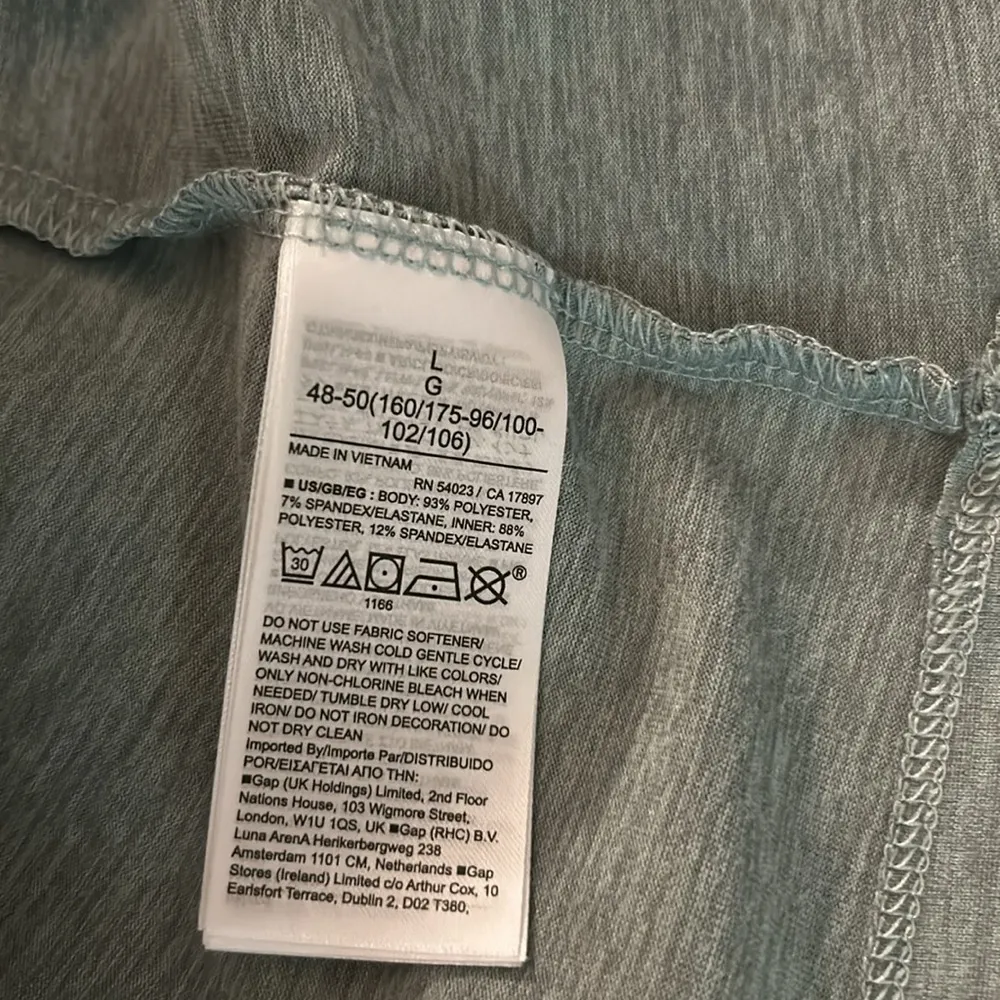 L
G
48-50(160/175-96/100-
102/106)
MADE IN VIETNAM
RN 54023 / CA 17897
■ US/GB/EG : BODY: 93% POLYESTER,
7% SPANDEX/ELASTANE, INNER: 88%
POLYESTER, 12% SPANDEX/ELASTANE
30
®
1166
DO NOT USE FABRIC SOFTENER/
MACHINE WASH COLD GENTLE CYCLE/
WASH AND DRY WITH LIKE COLORS/
ONLY NON-CHLORINE BLEACH WHEN
NEEDED/ TUMBLE DRY LOW/ COOL
IRON/ DO NOT IRON DECORATION/ DO
NOT DRY CLEAN
Imported By/Importe Par/DISTRIBUIDO
POR/ΕΙΣΑΓΕΤΑΙ ΑΠΟ ΤΗΝ:
■Gap (UK Holdings) Limited, 2nd Floor
Nations House, 103 Wigmore Street,
London, W1U 1QS, UK ■Gap (RHC) B.V.
Luna ArenA Herikerbergweg 238
Amsterdam 1101 CM, Netherlands ■Gap
Stores (Ireland) Limited c/o Arthur Cox, 10
Earlsfort Terrace, Dublin 2, D02 T380,